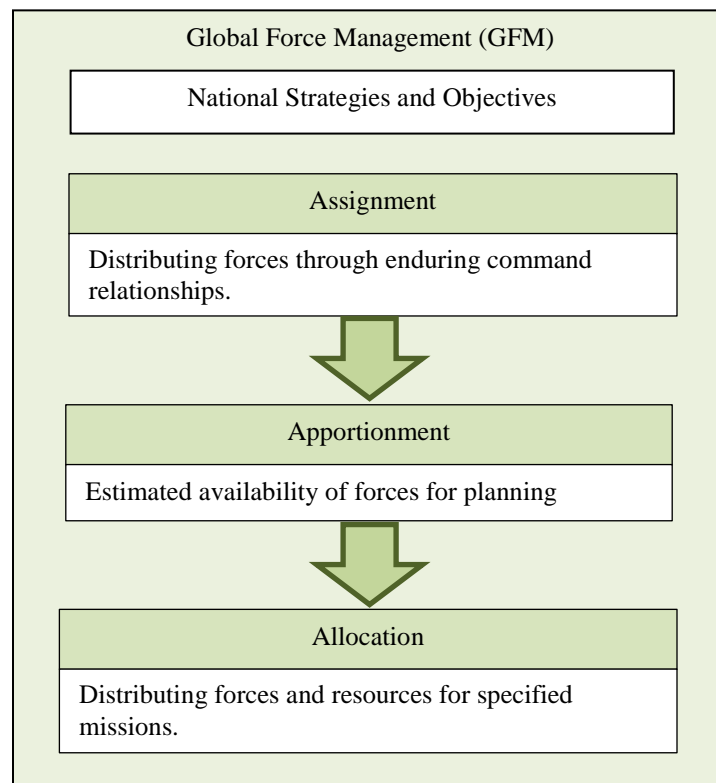 Global Force Management (GFM)
National Strategies and Objectives
Assignment
Distributing forces through enduring command
relationships.
Apportionment
Estimated availability of forces for planning
Allocation
Distributing forces and resources for specified
missions.